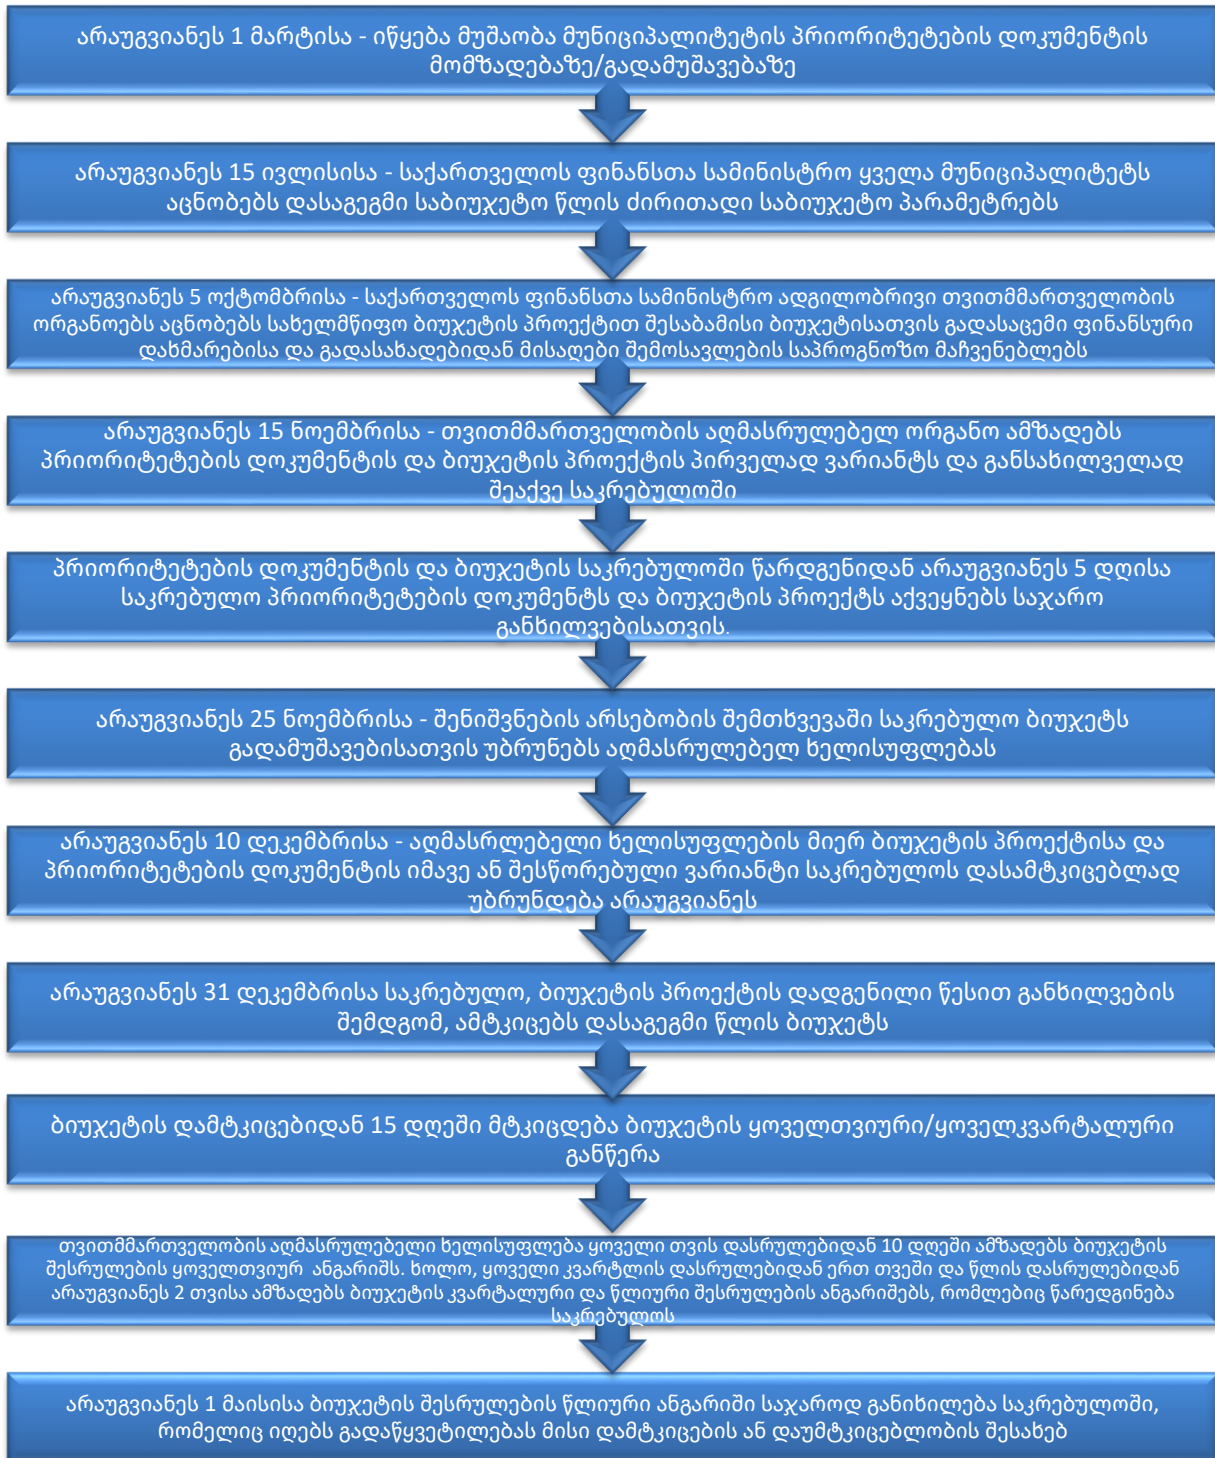 არაუგვიანეს 1 მარტისა - იწყება მუშაობა მუნიციპალიტეტის პრიორიტეტების დოკუმენტის
მომზადებაზე/გადამუშავებაზე
არაუგვიანეს 15 ივლისისა - საქართველოს ფინანსთა სამინისტრო ყველა მუნიციპალიტეტს
აცნობებს დასაგეგმი საბიუჯეტო წლის ძირითადი საბიუჯეტო პარამეტრებს
არაუგვიანეს 5 ოქტომბრისა - საქართველოს ფინანსთა სამინისტრო ადგილობრივი თვითმმართველობის
ორგანოებს აცნობებს სახელმწიფო ბიუჯეტის პროექტით შესაბამისი ბიუჯეტისათვის გადასაცემი ფინანსური
დახმარებისა და გადასახადებიდან მისაღები შემოსავლების საპროგნოზო მაჩვენებლებს
არაუგვიანეს 15 ნოემბრისა - თვითმმართველობის აღმასრულებელ ორგანო ამზადებს
პრიორიტეტების დოკუმენტის და ბიუჯეტის პროექტის პირველად ვარიანტს და განსახილველად
შეაქვე საკრებულოში
პრიორიტეტების დოკუმენტის და ბიუჯეტის საკრებულოში წარდგენიდან არაუგვიანეს 5 დღისა
საკრებულო პრიორიტეტების დოკუმენტს და ბიუჯეტის პროექტს აქვეყნებს საჯარო
განხილვებისათვის.
არაუგვიანეს 25 ნოემბრისა - შენიშვნების არსებობის შემთხვევაში საკრებულო ბიუჯეტს
გადამუშავებისათვის უბრუნებს აღმასრულებელ ხელისუფლებას
არაუგვიანეს 10 დეკემბრისა - აღმასრლებელი ხელისუფლების მიერ ბიუჯეტის პროექტისა და
პრიორიტეტების დოკუმენტის იმავე ან შესწორებული ვარიანტი საკრებულოს დასამტკიცებლად
უბრუნდება არაუგვიანეს
არაუგვიანეს 31 დეკემბრისა საკრებულო, ბიუჯეტის პროექტის დადგენილი წესით განხილვების
შემდგომ, ამტკიცებს დასაგეგმი წლის ბიუჯეტს
ბიუჯეტის დამტკიცებიდან 15 დღეში მტკიცდება ბიუჯეტის ყოველთვიური/ყოველკვარტალური
განწერა
თვითმმართველობის აღმასრულებელი ხელისუფლება ყოველი თვის დასრულებიდან 10 დღეში ამზადებს ბიუჯეტის
შესრულების ყოველთვიურ ანგარიშს. ხოლო, ყოველი კვარტლის დასრულებიდან ერთ თვეში და წლის დასრულებიდან
არაუგვიანეს 2 თვისა ამზადებს ბიუჯეტის კვარტალური და წლიური შესრულების ანგარიშებს, რომლებიც წარედგინება
საკრებულოს
არაუგვიანეს 1 მაისისა ბიუჯეტის შესრულების წლიური ანგარიში საჯაროდ განიხილება საკრებულოში,
რომელიც იღებს გადაწყვეტილებას მისი დამტკიცების ან დაუმტკიცებლობის შესახებ